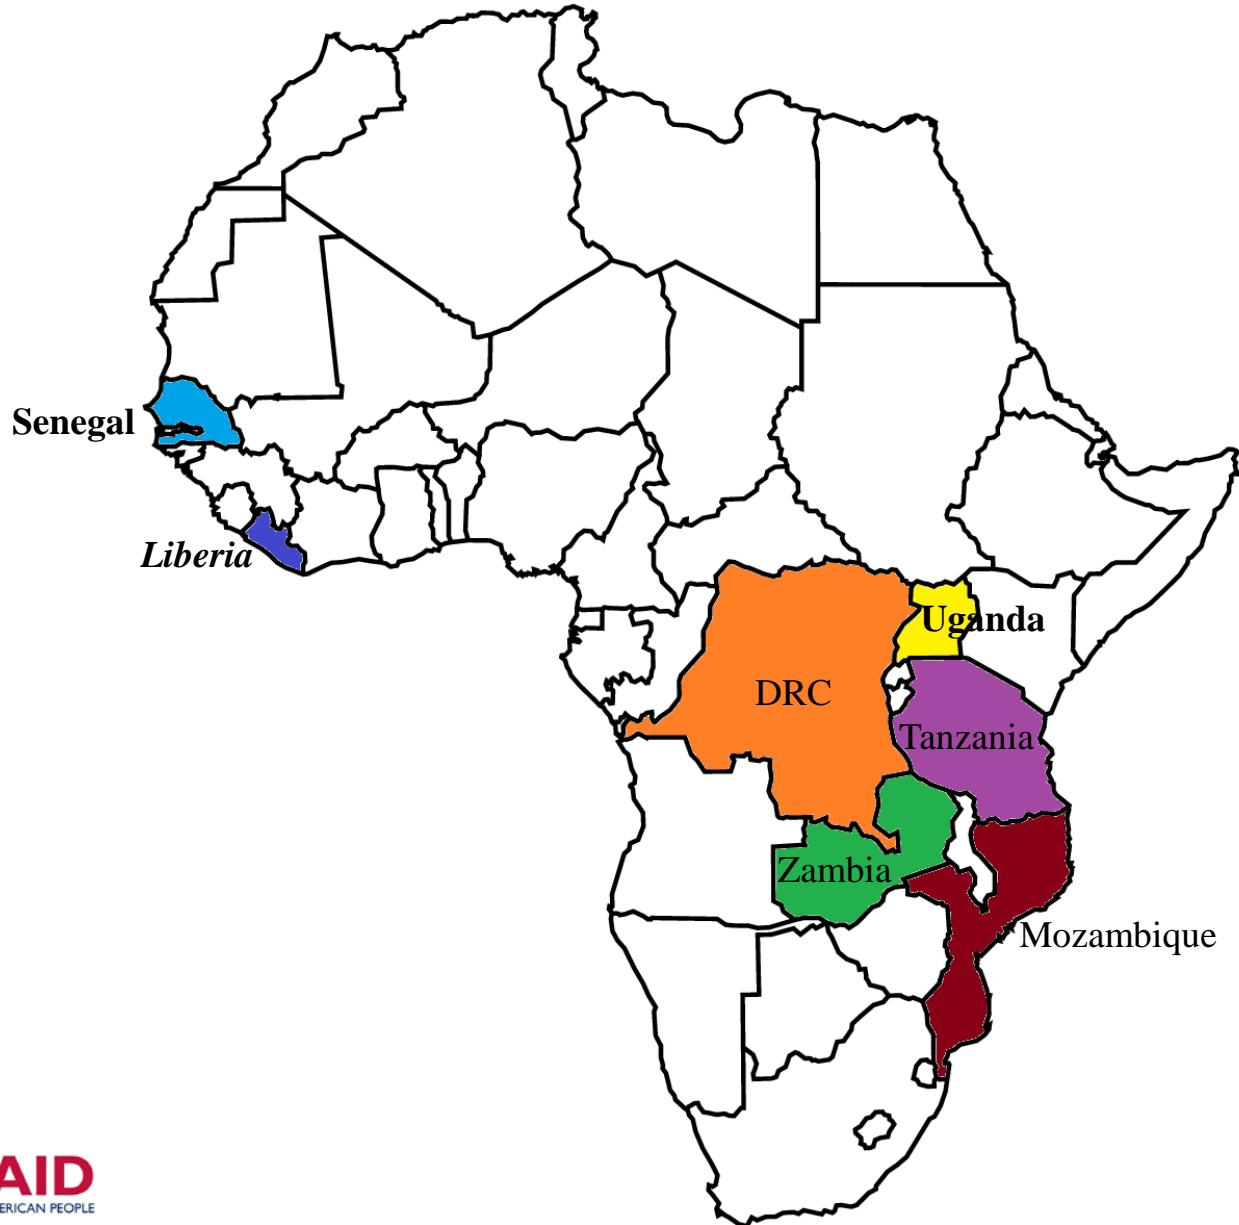 Senegal
Liberia
Uganda
DRC
Tanzania
Zambia
Mozambique
AID
ERICAN PEOPLE